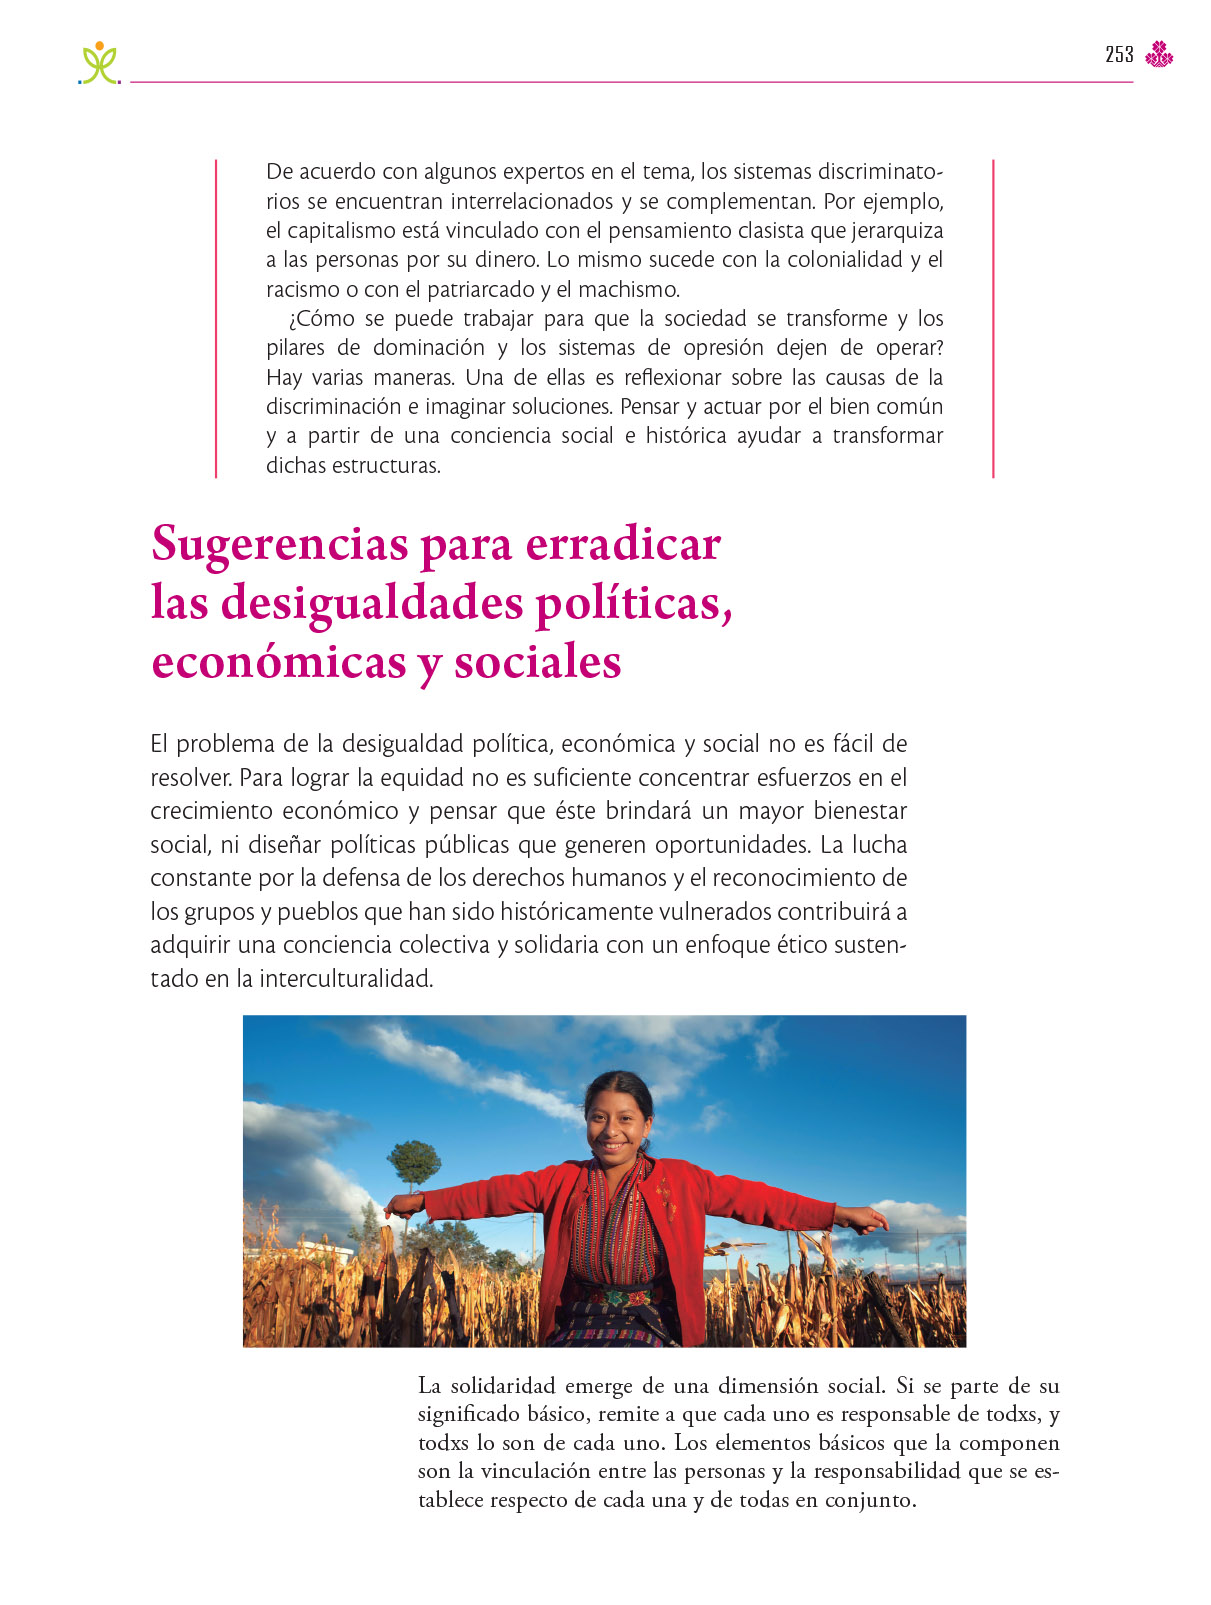 253
De acuerdo con algunos expertos en el tema, los sistemas discriminato-
rios se encuentran interrelacionados y se complementan. Por ejemplo,
el capitalismo está vinculado con el pensamiento clasista que jerarquiza
a las personas por su dinero. Lo mismo sucede con la colonialidad y el
racismo o con el patriarcado y el machismo.
¿Cómo se puede trabajar para que la sociedad se transforme y los
pilares de dominación y los sistemas de opresión dejen de operar?
Hay varias maneras. Una de ellas es reflexionar sobre las causas de la
discriminación e imaginar soluciones. Pensar y actuar por el bien común
y a partir de una conciencia social e histórica ayudar a transformar
dichas estructuras.
Sugerencias para erradicar
las desigualdades políticas,
económicas y sociales
El problema de la desigualdad política, económica y social no es fácil de
resolver. Para lograr la equidad no es suficiente concentrar esfuerzos en el
crecimiento económico y pensar que éste brindará un mayor bienestar
social, ni diseñar políticas públicas que generen oportunidades. La lucha
constante por la defensa de los derechos humanos y el reconocimiento de
los grupos y pueblos que han sido históricamente vulnerados contribuirá a
adquirir una conciencia colectiva y solidaria con un enfoque ético susten-
tado en la interculturalidad.
La solidaridad emerge de una dimensión social. Si se parte de su
significado básico, remite a que cada uno es responsable de todxs, y
todxs lo son de cada uno. Los elementos básicos que la componen
son la vinculación entre las personas y la responsabilidad que se es-
tablece respecto de cada una y de todas en conjunto.